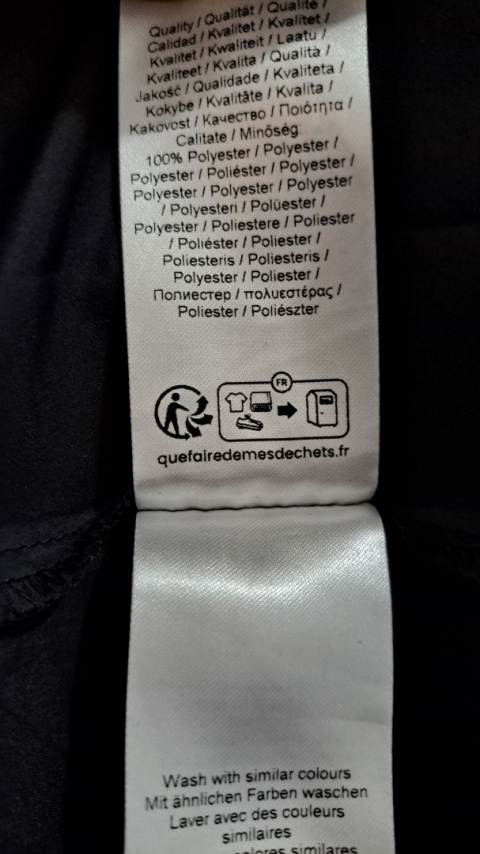 Quality / Qualität / Qualité /
Calidad / Kvalitet / Kvalitet /
Kvalitet / Kwaliteit / Laatu /
Kvaliteet / Kvalita / Qualità /
Jakość / Qualidade / Kvaliteta /
Kokybe / Kvalitāte / Kvalita /
Kakovost / Качество / Ποιότητα /
Calitate / Minőség:
100% Polyester / Polyester /
Polyester / Poliéster / Polyester /
Polyester / Polyester / Polyester
/ Polyesteri / Polüester /
Polyester / Poliestere / Poliester
/ Poliéster / Poliester /
Poliesteris / Poliesteris /
Polyester / Poliester /
Полиестер / πολυεστέρας /
Poliester / Poliészter
FR
quefairedemesdechets.fr
Wash with similar colours
Mit ähnlichen Farben waschen
Laver avec des couleurs
similaires
colores similares